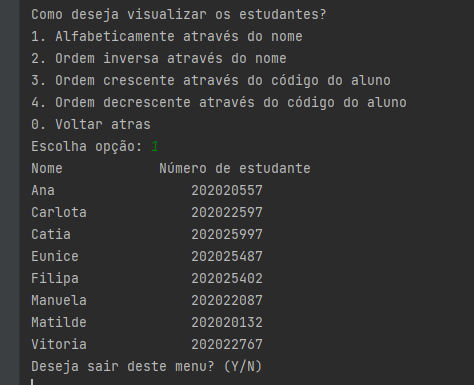 Como deseja visualizar os estudantes?
1. Alfabeticamente através do nome
2. Ordem inversa através do nome
3. Ordem crescente através do código do aluno
4. Ordem decrescente através do código do aluno
0. Voltar atras
Escolha opção: 1
Nome Número de estudante
Ana 202020557
Carlota 202022597
Catia 202025997
Eunice 202025487
Filipa 202025402
Manuela 202022087
Matilde 202020132
Vitoria 202022767
Deseja sair deste menu? (Y/N)